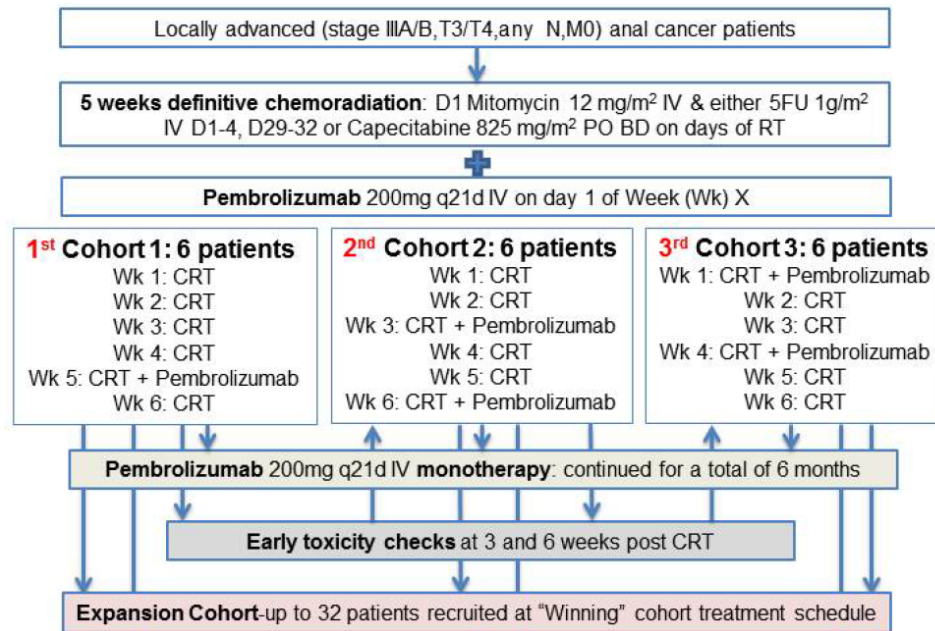 Locally advanced (stage IIIA/B,T3/T4,any N,M0) anal cancer patients
5 weeks definitive chemoradiation: D1 Mitomycin 12 mg/m² IV & either 5FU 1g/m²
IV D1-4, D29-32 or Capecitabine 825 mg/m² PO BD on days of RT
Pembrolizumab 200mg q21d IV on day 1 of Week (Wk) X
1st Cohort 1: 6 patients
Wk 1: CRT
Wk 2: CRT
Wk 3: CRT
Wk 4: CRT
Wk 5: CRT + Pembrolizumab
Wk 6: CRT
2nd Cohort 2: 6 patients
Wk 1: CRT
Wk 2: CRT
Wk 3: CRT + Pembrolizumab
Wk 4: CRT
Wk 5: CRT
Wk 6: CRT + Pembrolizumab
3rd Cohort 3: 6 patients
Wk 1: CRT + Pembrolizumab
Wk 2: CRT
Wk 3: CRT
Wk 4: CRT + Pembrolizumab
Wk 5: CRT
Wk 6: CRT
Pembrolizumab 200mg q21d IV monotherapy: continued for a total of 6 months
Early toxicity checks at 3 and 6 weeks post CRT
Expansion Cohort-up to 32 patients recruited at “Winning” cohort treatment schedule